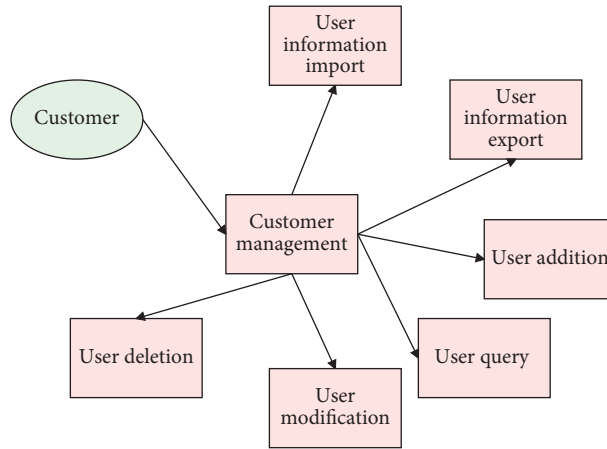 User
information
import
Customer
User
information
export
Customer
management
User addition
User deletion
User query
User
modification